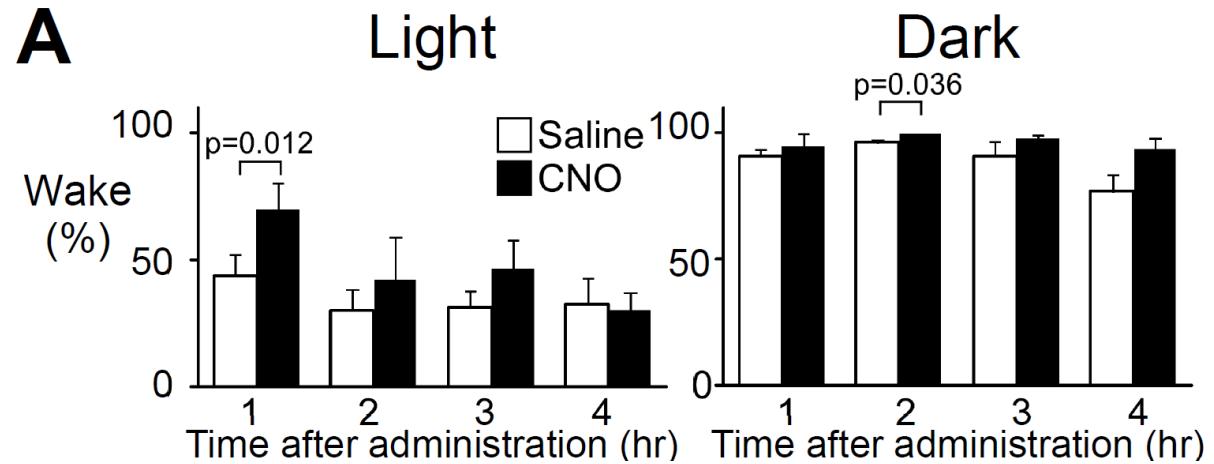 A
Light
Dark
p=0.012
p=0.036
Saline
CNO
Wake
(%)
100
50
0
1 2 3 4
Time after administration (hr)
100
50
0
1 2 3 4
Time after administration (hr)